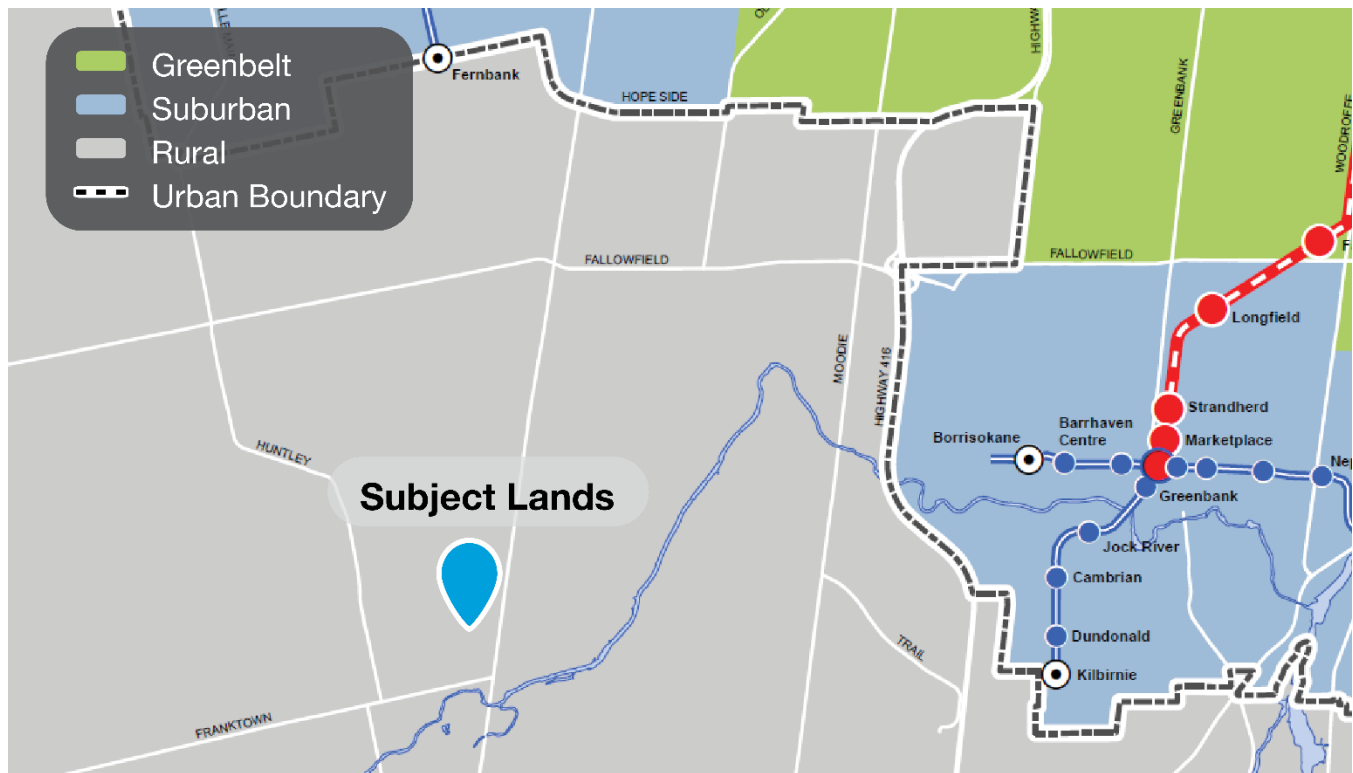 Greenbelt
Suburban
Rural
Urban Boundary
Fernbank
HOPE SIDE
HIGHWAY
GREENBANK
WOODROFFE
FALLOWFIELD
FALLOWFIELD
Longfield
MOODIE
HIGHWAY 416
Strandherd
Barrhaven
Centre
Borrisokane
Marketplace
HUNTLEY
Greenbank
Subject Lands
Jock River
Cambrian
Dundonald
TRAIL
Kilbirnie
FRANKTOWN